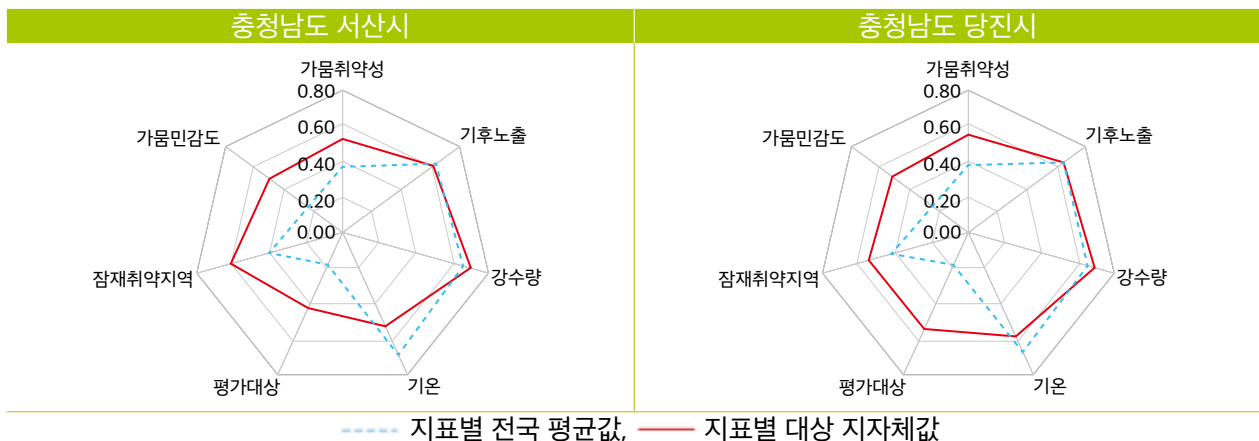 충청남도 서산시
충청남도 당진시
가뭄취약성
0.80
0.60
0.40
0.20
0.00
기후노출
강수량
기온
평가대상
잠재취약지역
가뭄민감도
가뭄취약성
0.80
0.60
0.40
0.20
0.00
기후노출
강수량
기온
평가대상
잠재취약지역
가뭄민감도
지표별 전국 평균값, 지표별 대상 지자체값